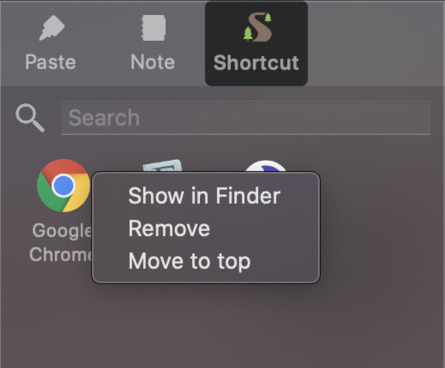 Paste Note Shortcut
Search
Google
Chrome
Show in Finder
Remove
Move to top